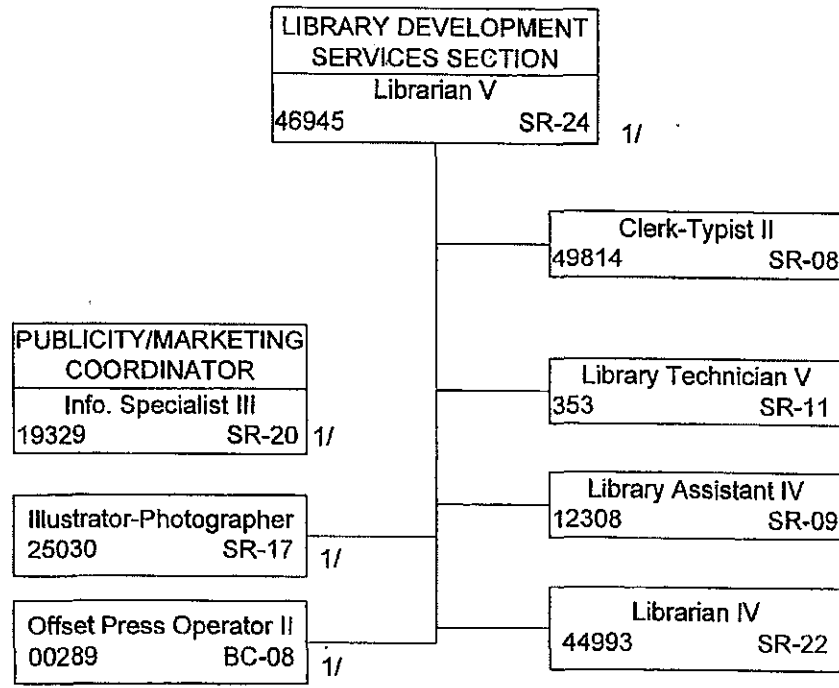 LIBRARY DEVELOPMENT
SERVICES SECTION
Librarian V
46945 SR-24 1/
Clerk-Typist II
49814 SR-08
PUBLICITY/MARKETING
COORDINATOR
Info. Specialist III
19329 SR-20 1/
Library Technician V
353 SR-11
Illustrator-Photographer
25030 SR-17 1/
Library Assistant IV
12308 SR-09
Offset Press Operator II
00289 BC-08 1/
Librarian IV
44993 SR-22